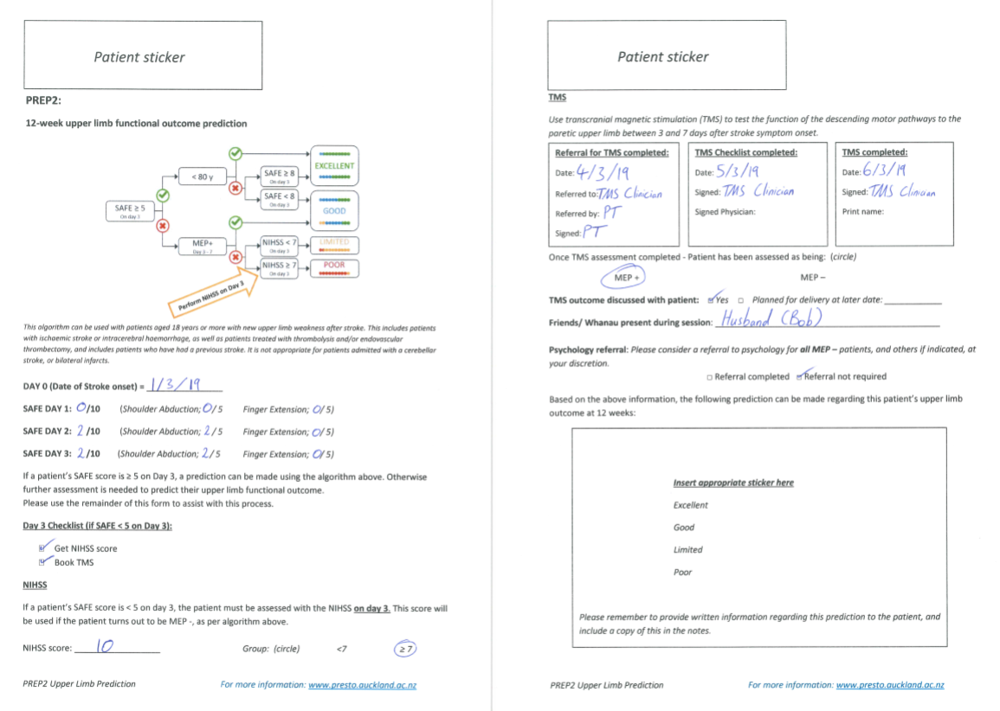 Patient sticker
PREP2:
12-week upper limb functional outcome prediction
SAFE ≥ 5
On day 3
< 80 y
MEP+
Day 3 - 7
SAFE ≥ 8
On day 3
SAFE < 8
On day 3
NIHSS < 7
On day 3
NIHSS ≥ 7
On day 3
EXCELLENT
GOOD
LIMITED
POOR
Perform NIHSS on Day 3
This algorithm can be used with patients aged 18 years or more with new upper limb weakness after stroke. This includes patients
with ischaemic stroke or intracerebral haemorrhage, as well as patients treated with thrombolysis and/or endovascular
thrombectomy, and includes patients who have had a previous stroke. It is not appropriate for patients admitted with a cerebellar
stroke, or bilateral infarcts.
DAY 0 (Date of Stroke onset) = 1/3/19
SAFE DAY 1: 0/10 (Shoulder Abduction; 0/5 Finger Extension; 0/5)
SAFE DAY 2: 2/10 (Shoulder Abduction; 2/5 Finger Extension; 0/5)
SAFE DAY 3: 2/10 (Shoulder Abduction; 2/5 Finger Extension; 0/5)
If a patient's SAFE score is ≥ 5 on Day 3, a prediction can be made using the algorithm above. Otherwise
further assessment is needed to predict their upper limb functional outcome.
Please use the remainder of this form to assist with this process.
Day 3 Checklist (if SAFE < 5 on Day 3):
Get NIHSS score
Book TMS
NIHSS
If a patient's SAFE score is < 5 on day 3, the patient must be assessed with the NIHSS on day 3. This score will
be used if the patient turns out to be MEP -, as per algorithm above.
NIHSS score: 10 Group: (circle) <7 ≥ 7
PREP2 Upper Limb Prediction For more information: www.presto.auckland.ac.nz
Patient sticker
TMS
Use transcranial magnetic stimulation (TMS) to test the function of the descending motor pathways to the
paretic upper limb between 3 and 7 days after stroke symptom onset.
Referral for TMS completed:
Date: 4/3/19
Referred to: TMS Clinician
Referred by: PT
Signed: PT
TMS Checklist completed:
Date: 5/3/19
Signed: TMS Clinician
Signed Physician:
TMS completed:
Date: 6/3/19
Signed: TMS Clinician
Print name:
Once TMS assessment completed - Patient has been assessed as being: (circle)
MEP + MEP –
TMS outcome discussed with patient: Yes Planned for delivery at later date:
Friends/ Whanau present during session: Husband (Bob)
Psychology referral: Please consider a referral to psychology for all MEP – patients, and others if indicated, at
your discretion.
Referral completed Referral not required
Based on the above information, the following prediction can be made regarding this patient's upper limb
outcome at 12 weeks:
Insert appropriate sticker here
Excellent
Good
Limited
Poor
Please remember to provide written information regarding this prediction to the patient, and
include a copy of this in the notes.
PREP2 Upper Limb Prediction For more information: www.presto.auckland.ac.nz